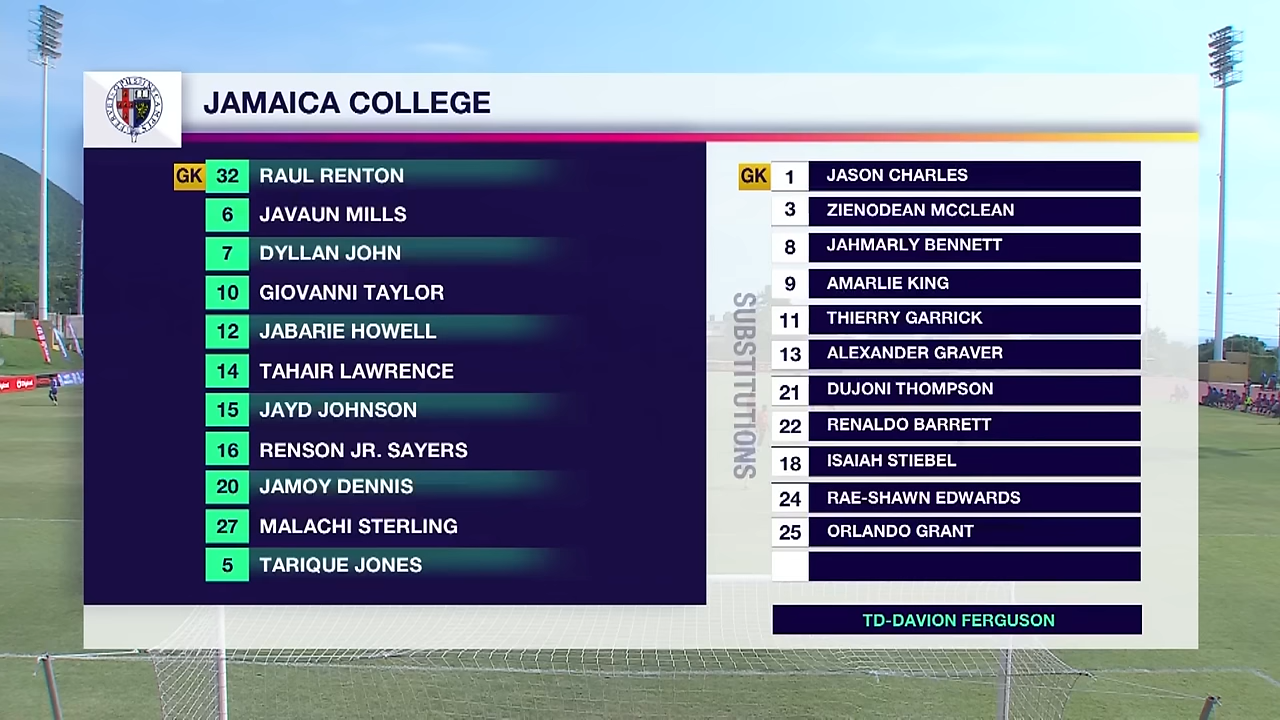 JAMAICA COLLEGE
GK 32 RAUL RENTON
6 JAVAUN MILLS
7 DYLLAN JOHN
10 GIOVANNI TAYLOR
12 JABARIE HOWELL
14 TAHAIR LAWRENCE
15 JAYD JOHNSON
16 RENSON JR. SAYERS
20 JAMOY DENNIS
27 MALACHI STERLING
5 TARIQUE JONES
SUBSTITUTIONS
GK 1 JASON CHARLES
3 ZIENODEAN MCCLEAN
8 JAHMARLY BENNETT
9 AMARLIE KING
11 THIERRY GARRICK
13 ALEXANDER GRAVER
21 DUJONI THOMPSON
22 RENALDO BARRETT
18 ISAIAH STIEBEL
24 RAE-SHAWN EDWARDS
25 ORLANDO GRANT
TD-DAVION FERGUSON